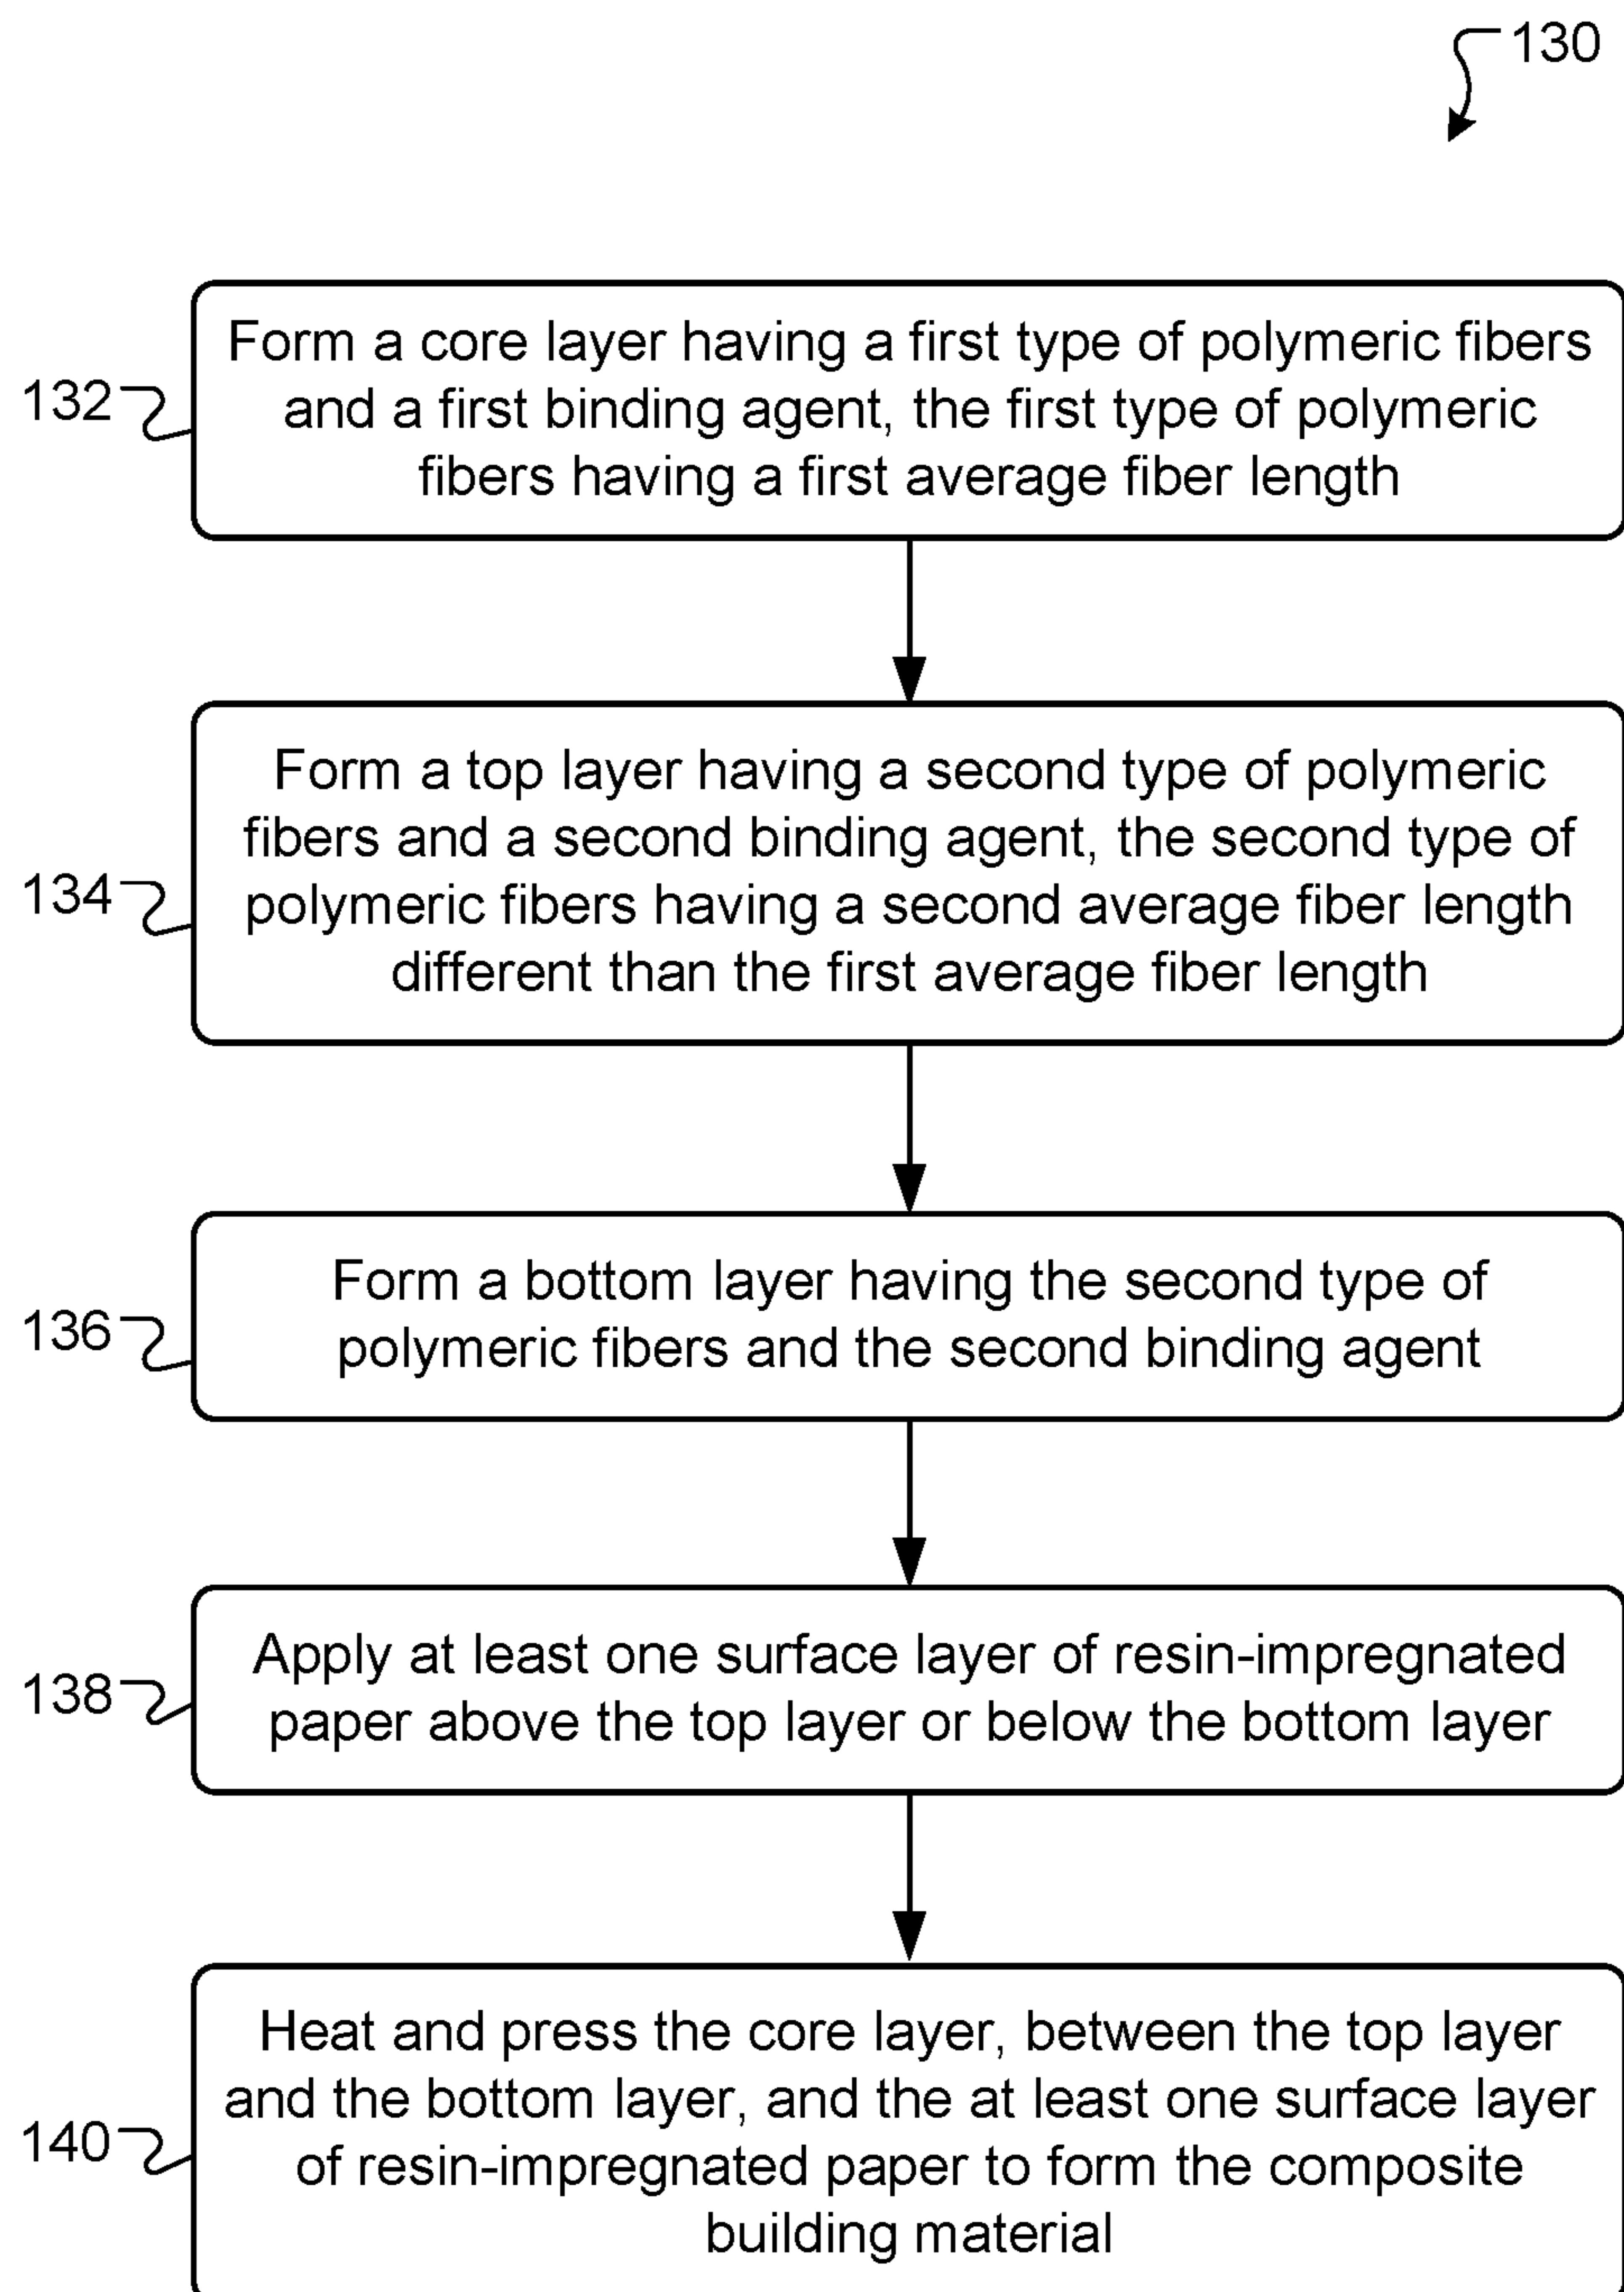 130
132
Form a core layer having a first type of polymeric fibers
and a first binding agent, the first type of polymeric
fibers having a first average fiber length
134
Form a top layer having a second type of polymeric
fibers and a second binding agent, the second type of
polymeric fibers having a second average fiber length
different than the first average fiber length
136
Form a bottom layer having the second type of
polymeric fibers and the second binding agent
138
Apply at least one surface layer of resin-impregnated
paper above the top layer or below the bottom layer
140
Heat and press the core layer, between the top layer
and the bottom layer, and the at least one surface layer
of resin-impregnated paper to form the composite
building material